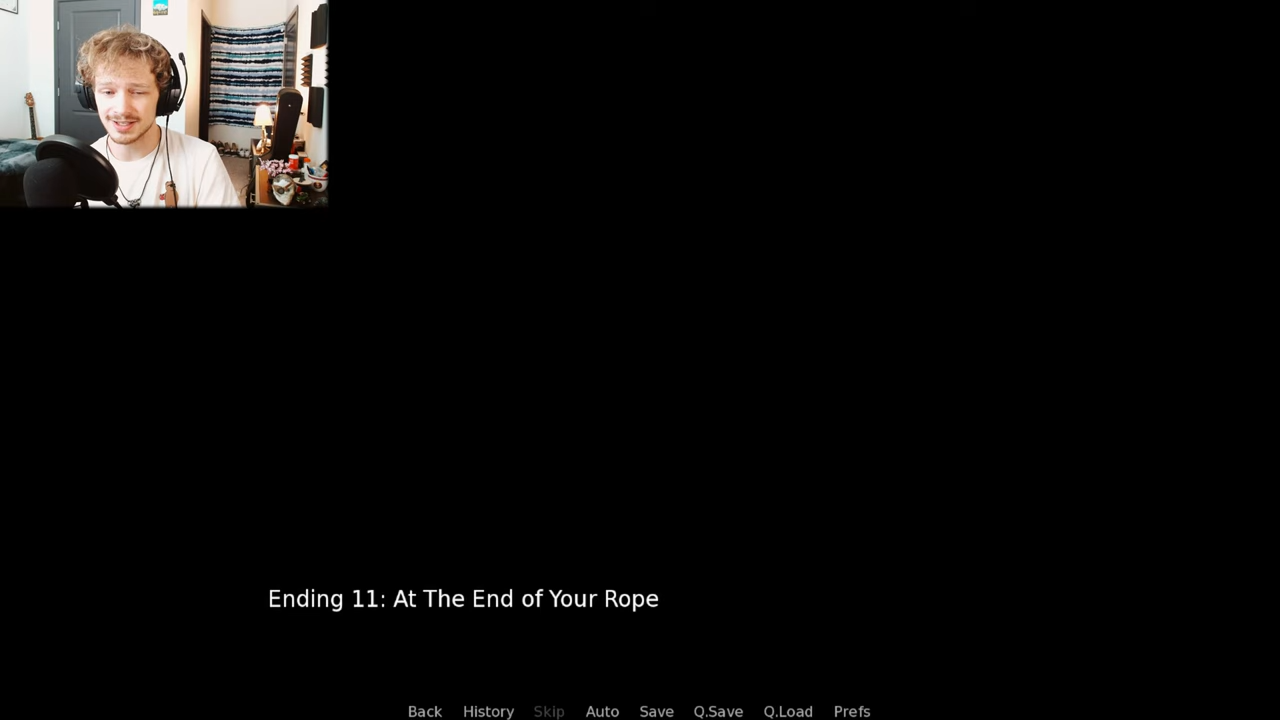 Ending 11: At The End of Your Rope
Back History Skip Auto Save Q.Save Q.Load Prefs